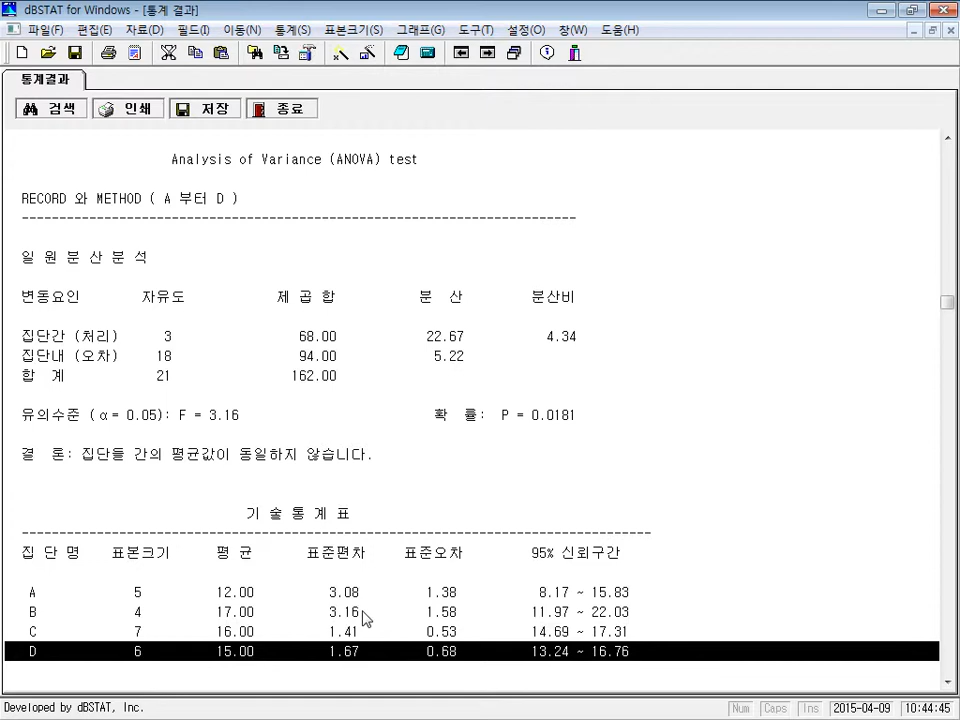 dBSTAT for Windows - [통계 결과]
파일(F) 편집(E) 자료(D) 필드(I) 이동(N) 통계(S) 표본크기(S) 그래프(G) 도구(T) 설정(O) 창(W) 도움(H)
통계결과
검색 인쇄 저장 종료
Analysis of Variance (ANOVA) test
RECORD 와 METHOD ( A 부터 D )
--------------------------------------------------------------------------
일 원 분 산 분 석
변동요인 자유도 제 곱 합 분 산 분산비
집단간 (처리) 3 68.00 22.67 4.34
집단내 (오차) 18 94.00 5.22
합 계 21 162.00
유의수준 (α= 0.05): F = 3.16 확 률: P = 0.0181
결 론: 집단들 간의 평균값이 동일하지 않습니다.
기 술 통 계 표
------------------------------------------------------------------------------------
집 단 명 표본크기 평 균 표준편차 표준오차 95% 신뢰구간
A 5 12.00 3.08 1.38 8.17 ~ 15.83
B 4 17.00 3.16 1.58 11.97 ~ 22.03
C 7 16.00 1.41 0.53 14.69 ~ 17.31
D 6 15.00 1.67 0.68 13.24 ~ 16.76
Developed by dBSTAT, Inc. Num Caps Ins 2015-04-09 10:44:45